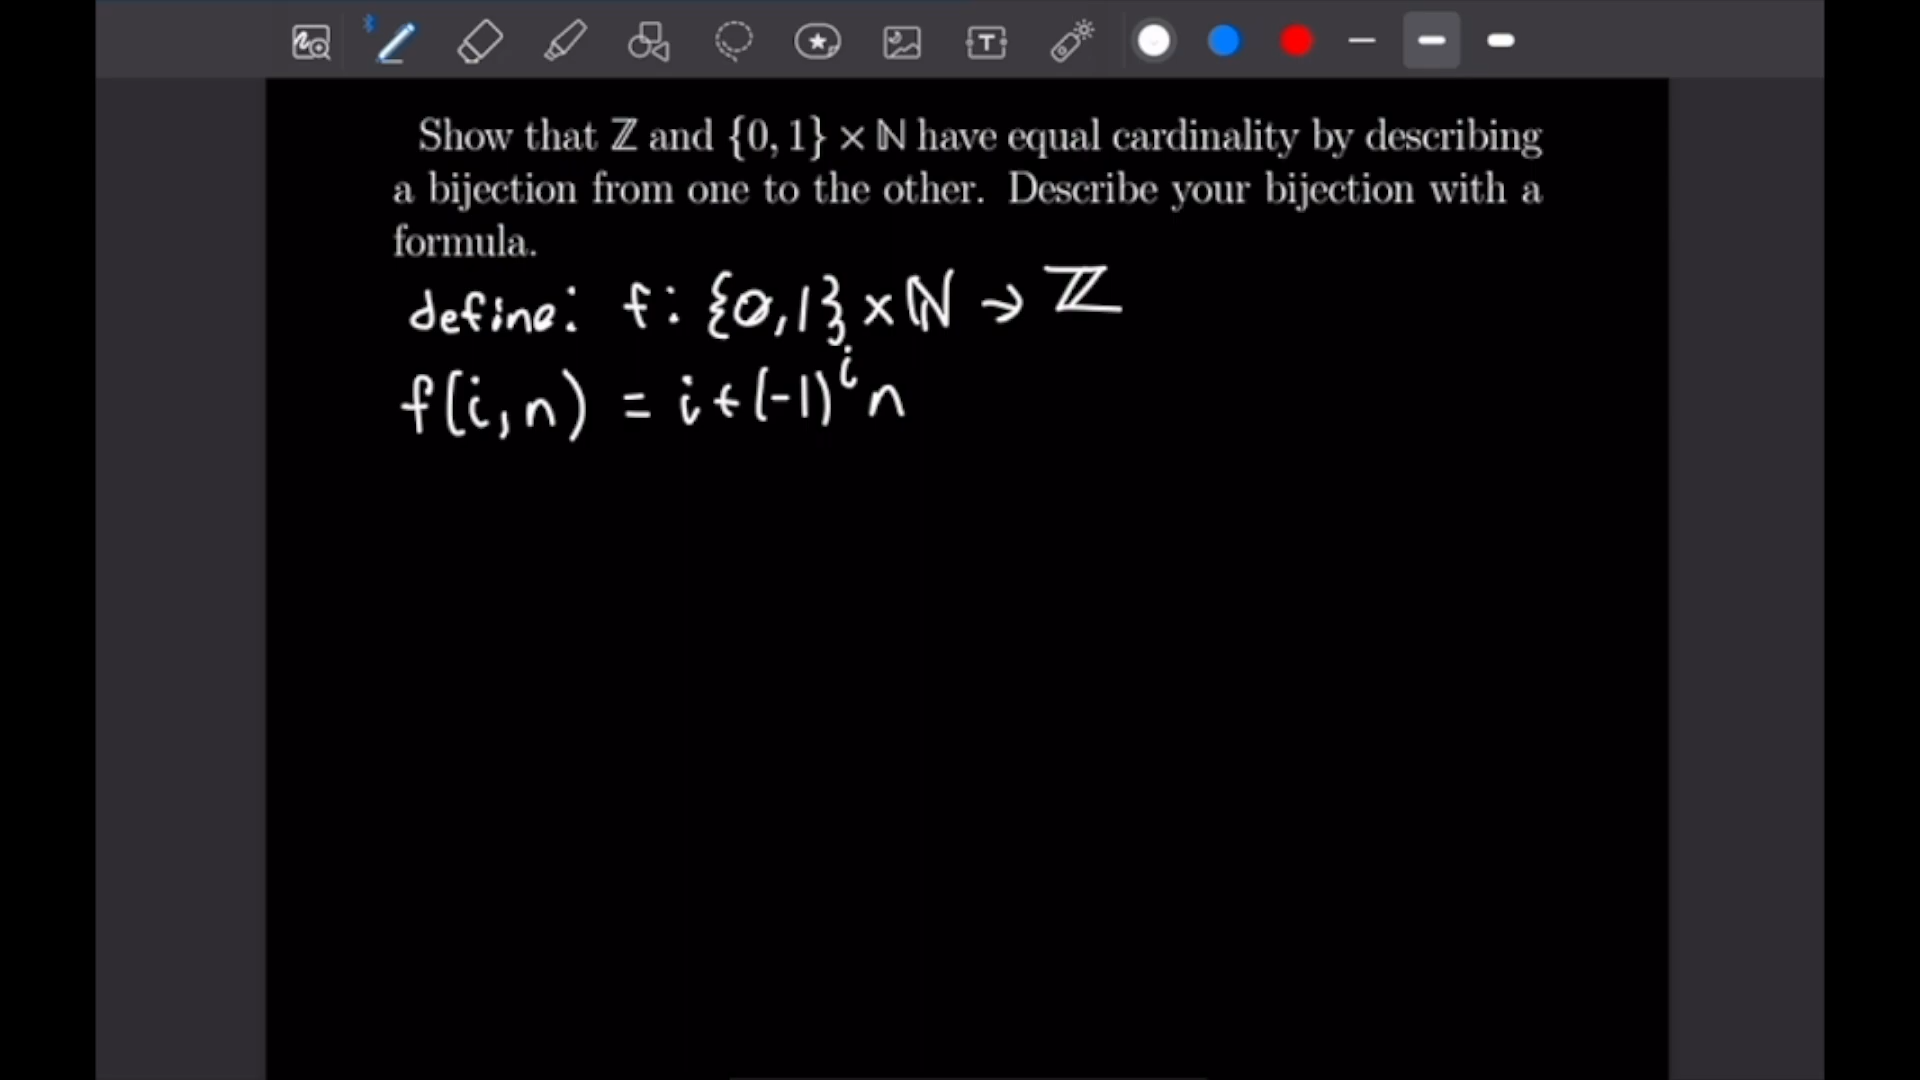 Show that ℤ and {0, 1} × ℕ have equal cardinality by describing
a bijection from one to the other. Describe your bijection with a
formula.
define: f: {0,1} × ℕ → ℤ
f(i,n) = i+(-1)ⁱn